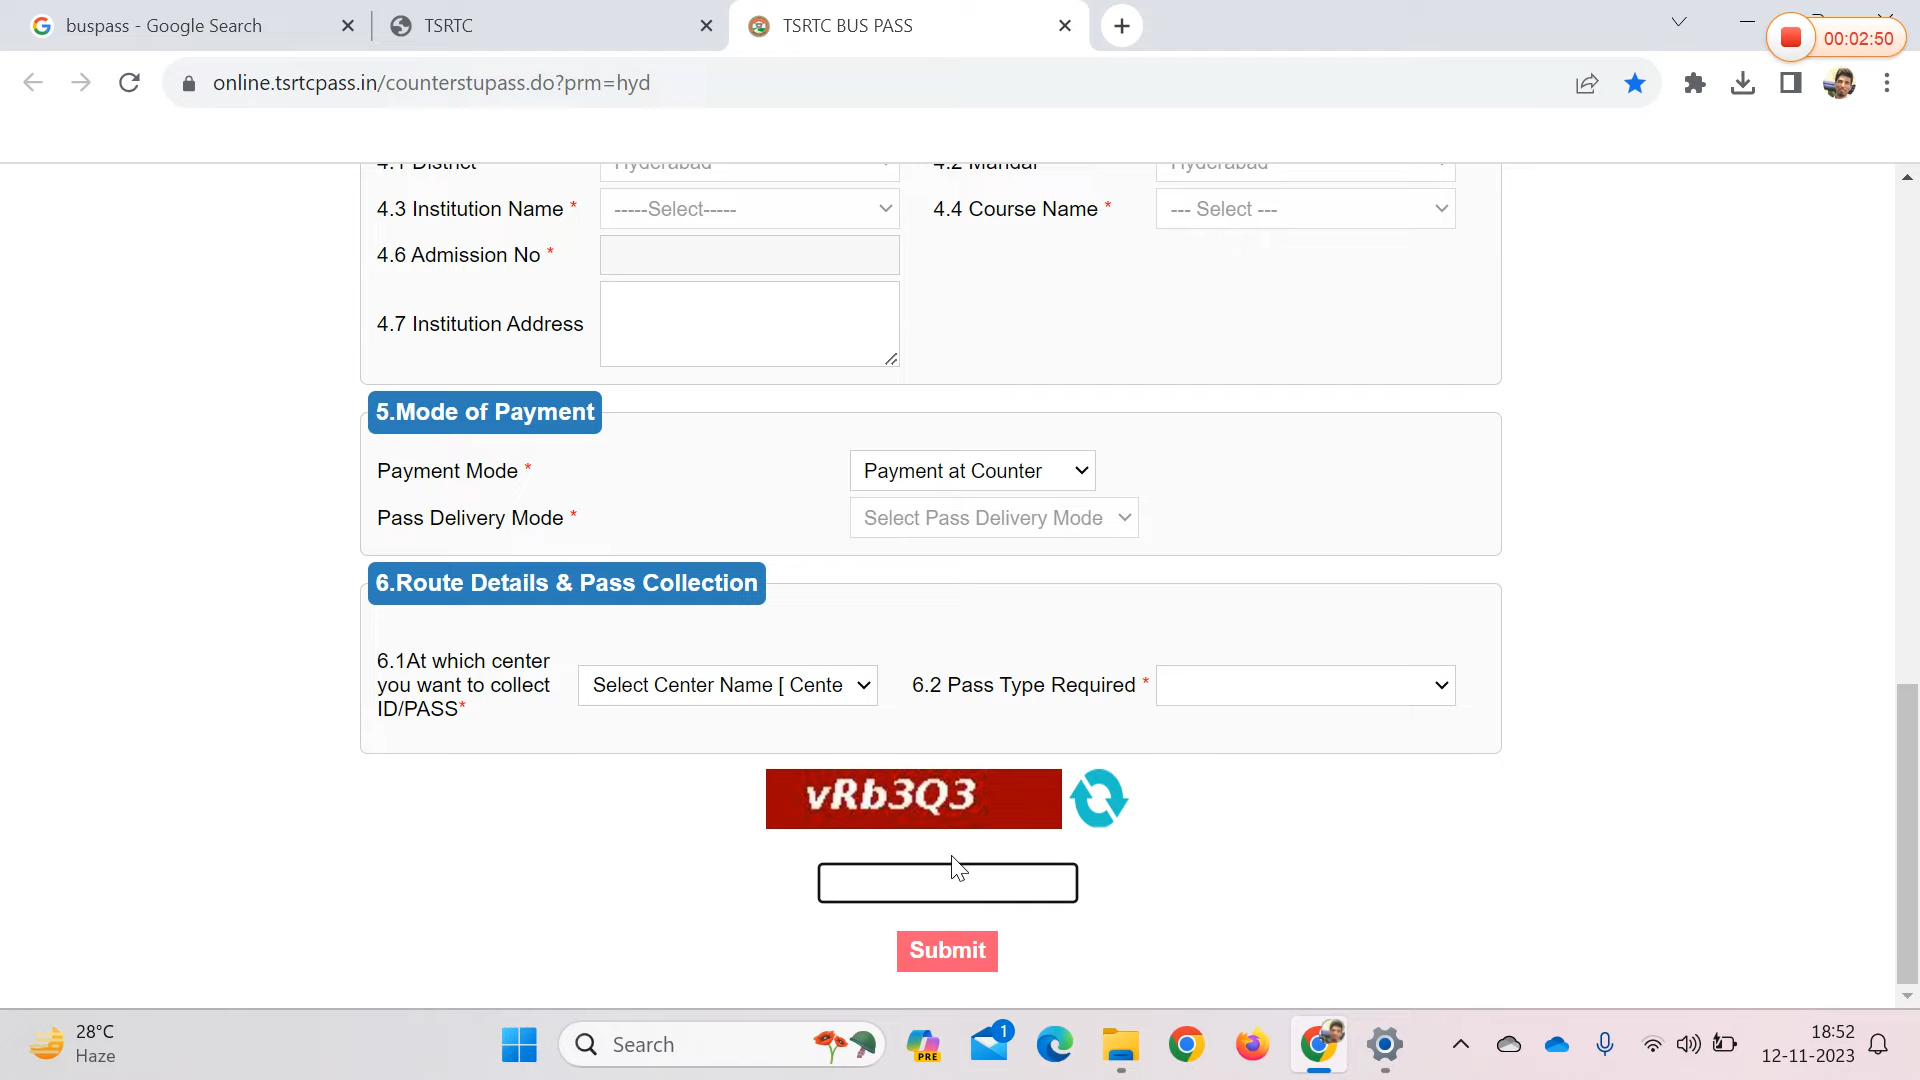 buspass - Google Search
TSRTC
TSRTC BUS PASS
00:02:50
online.tsrtcpass.in/counterstupass.do?prm=hyd
4.1 District
Hyderabad
4.2 Mandal
Hyderabad
4.3 Institution Name *
-----Select-----
4.4 Course Name *
--- Select ---
4.6 Admission No *
4.7 Institution Address
5.Mode of Payment
Payment Mode *
Payment at Counter
Pass Delivery Mode *
Select Pass Delivery Mode
6.Route Details & Pass Collection
6.1At which center
you want to collect
ID/PASS*
Select Center Name [ Cente
6.2 Pass Type Required *
vRb3Q3
Submit
28°C
Haze
Search
PRE
1
18:52
12-11-2023